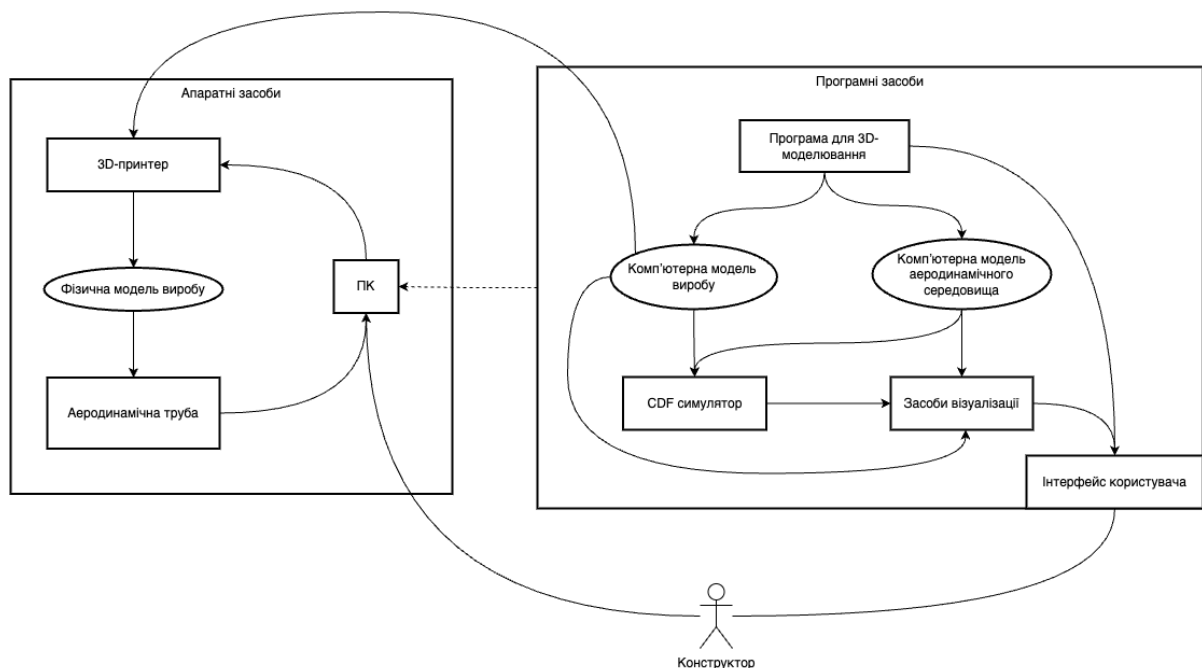 Апаратні засоби
3D-принтер
Фізична модель виробу
ПК
Аеродинамічна труба
Програмні засоби
Програма для 3D-
моделювання
Комп'ютерна модель
виробу
Комп'ютерна модель
аеродинамічного
середовища
CDF симулятор
Засоби візуалізації
Інтерфейс користувача
Конструктор